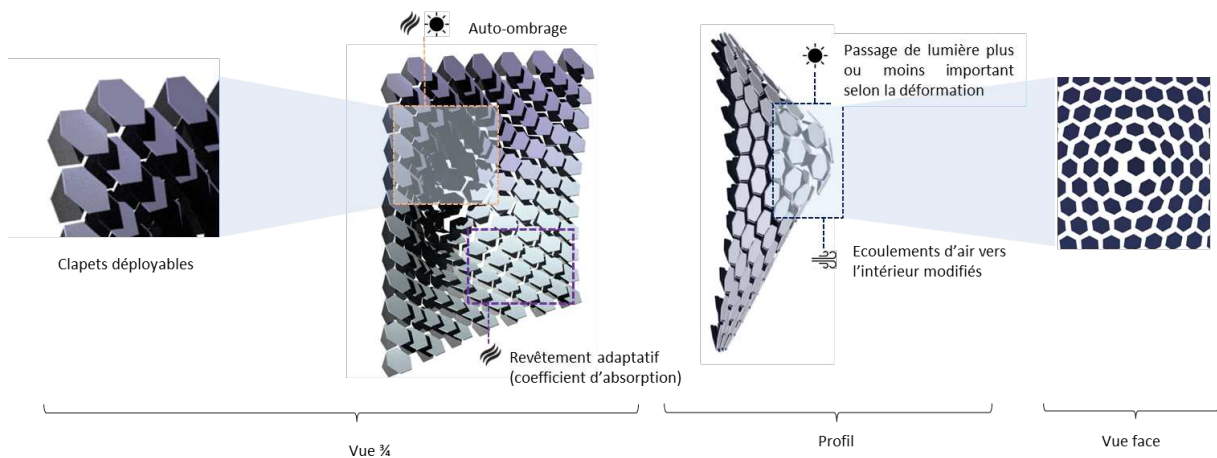 Auto-ombrage
Clapets déployables
Revêtement adaptatif
(coefficient d’absorption)
Passage de lumière plus
ou moins important
selon la déformation
Ecoulements d’air vers
l’intérieur modifiés
Vue ¾
Profil
Vue face